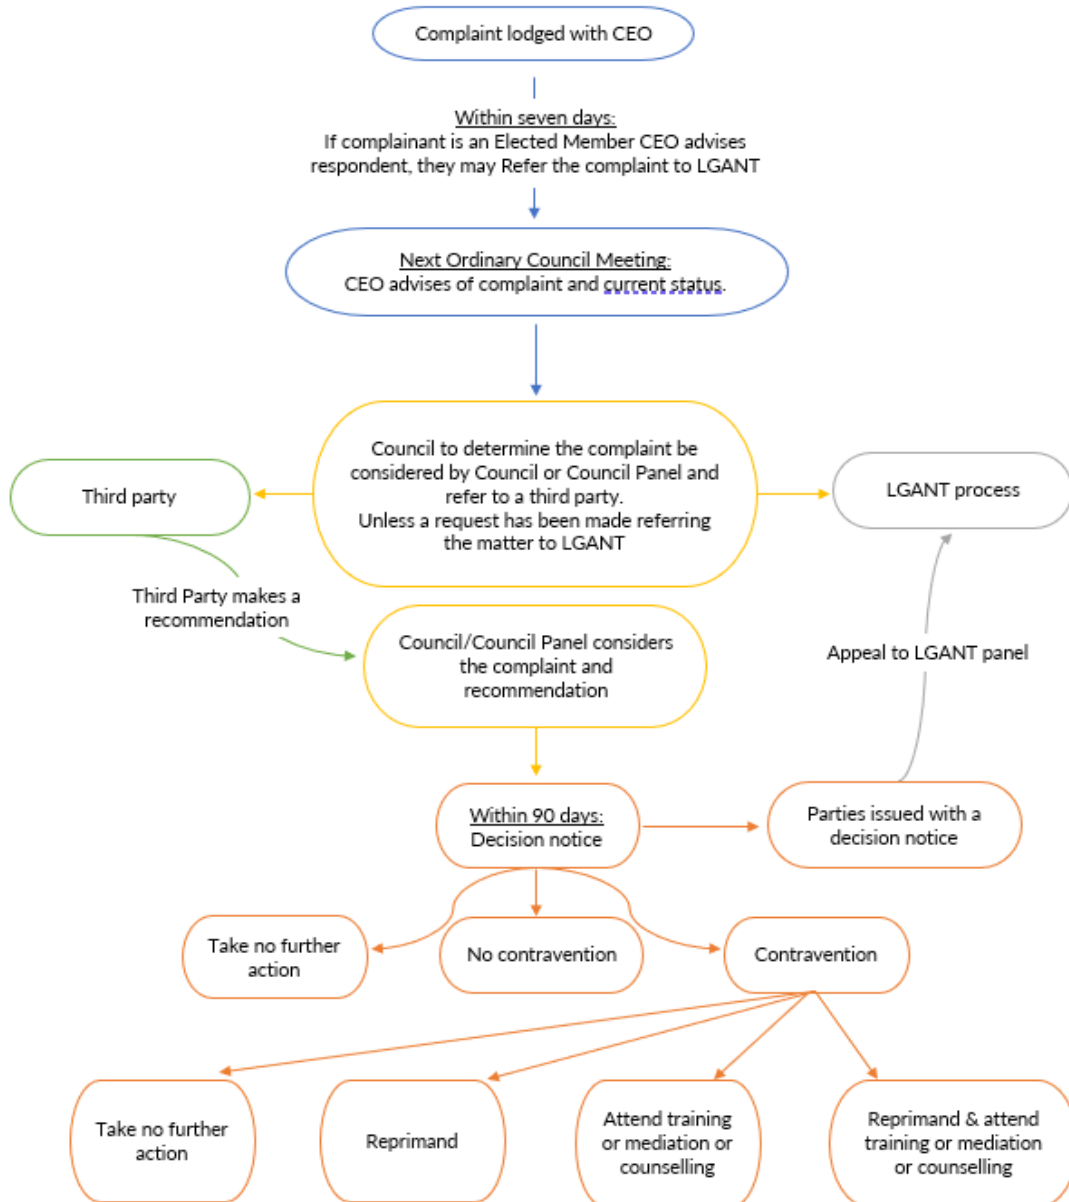 Complaint lodged with CEO
Within seven days:
If complainant is an Elected Member CEO advises
respondent, they may Refer the complaint to LGANT
Next Ordinary Council Meeting:
CEO advises of complaint and current status.
Council to determine the complaint be
considered by Council or Council Panel and
refer to a third party.
Unless a request has been made referring
the matter to LGANT
Third party
LGANT process
Third Party makes a
recommendation
Council/Council Panel considers
the complaint and
recommendation
Appeal to LGANT panel
Within 90 days:
Decision notice
Parties issued with a
decision notice
Take no further
action
No contravention
Contravention
Take no further
action
Reprimand
Attend training
or mediation or
counselling
Reprimand & attend
training or mediation
or counselling